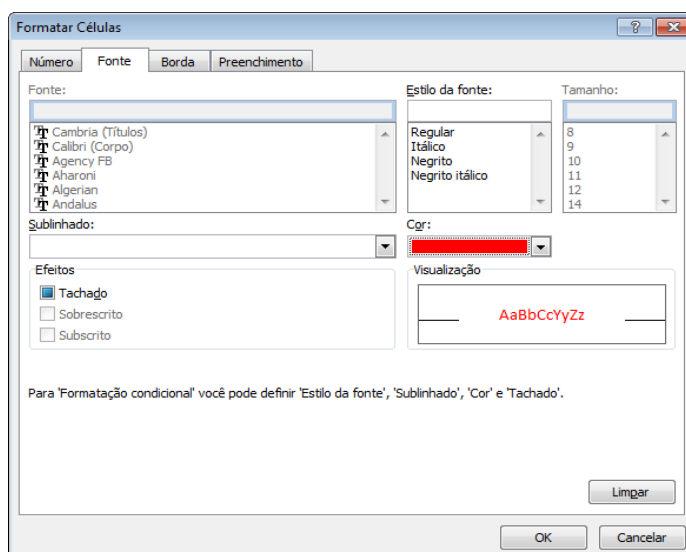 Formatar Células
Número Fonte Borda Preenchimento
Fonte: Estilo da fonte: Tamanho:
Cambria (Títulos) Regular 8
Calibri (Corpo) Itálico 9
Agency FB Negrito 10
Aharoni Negrito itálico 11
Algerian 12
Andalus 14
Sublinhado: Cor:
Efeitos Visualização
Tachado
Sobrescrito AaBbCcYyZz
Subscrito
Para 'Formatação condicional' você pode definir 'Estilo da fonte', 'Sublinhado', 'Cor' e 'Tachado'.
Limpar
OK Cancelar